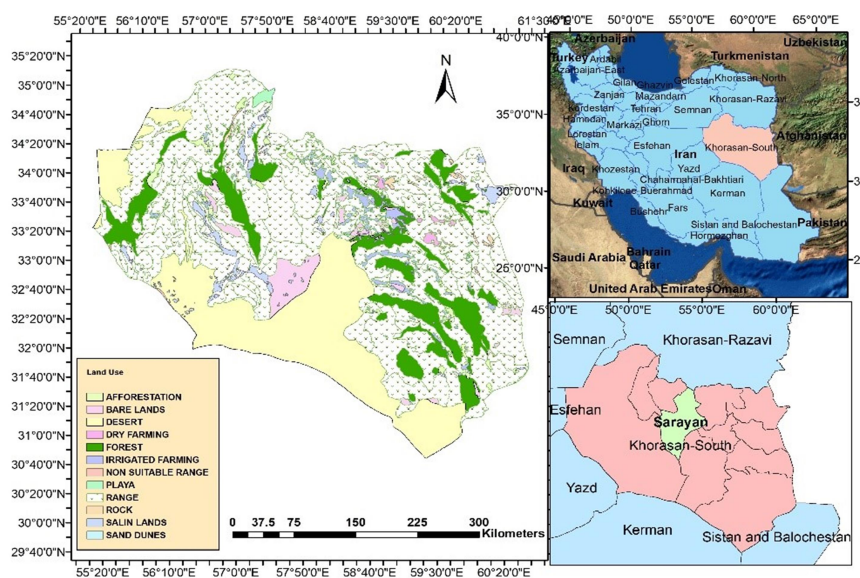 55°20'0"E 56°10'0"E 57°0'0"E 57°50'0"E 58°40'0"E 59°30'0"E 60°20'0"E 61°30'0"E
35°20'0"N
35°0'0"N
34°40'0"N
34°20'0"N
34°0'0"N
33°40'0"N
33°20'0"N
33°0'0"N
32°40'0"N
32°20'0"N
32°0'0"N
31°40'0"N
31°20'0"N
31°0'0"N
30°40'0"N
30°20'0"N
30°0'0"N
29°40'0"N
N
Land Use
AFFORESTATION
BARE LANDS
DESERT
DRY FARMING
FOREST
IRRIGATED FARMING
NON SUITABLE RANGE
PLAYA
RANGE
ROCK
SALIN LANDS
SAND DUNES
0 37.5 75 150 225 300
Kilometers
55°20'0"E 56°10'0"E 57°0'0"E 57°50'0"E 58°40'0"E 59°30'0"E 60°20'0"E
45°0'0"E 50°0'0"E 55°0'0"E 60°0'0"E
40°0'0"N
35°0'0"N
30°0'0"N
25°0'0"N
Azerbaijan
Uzbekistan
Turkey
Ardabil
Turkmenistan
Azarbaijan-East
Gilan
Ghazvin
Golestan
Khorasan-North
Zanjan
Mazandarn
Khorasan-Razavi
Kordestan
Tehran
Semnan
Hamedan
Markazi
Ghom
Afghanistan
Lorestan
Esfehan
Khorasan-South
Ielam
Iran
Iraq
Khozestan
Yazd
Chaharmahal-Bakhtiari
Kohkiloe-Buerahmad
Kerman
Kuwait
Bushehr
Fars
Pakistan
Sistan and Balochestan
Hormozghan
Saudi Arabia
Bahrain
Qatar
United Arab Emirates
Oman
45°0'0"E 50°0'0"E 55°0'0"E 60°0'0"E
Semnan
Khorasan-Razavi
Esfehan
Sarayan
Khorasan-South
Yazd
Kerman
Sistan and Balochestan